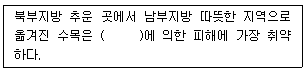 북부지방 추운 곳에서 남부지방 따뜻한 지역으로
옮겨진 수목은 (     )에 의한 피해에 가장 취약
하다.